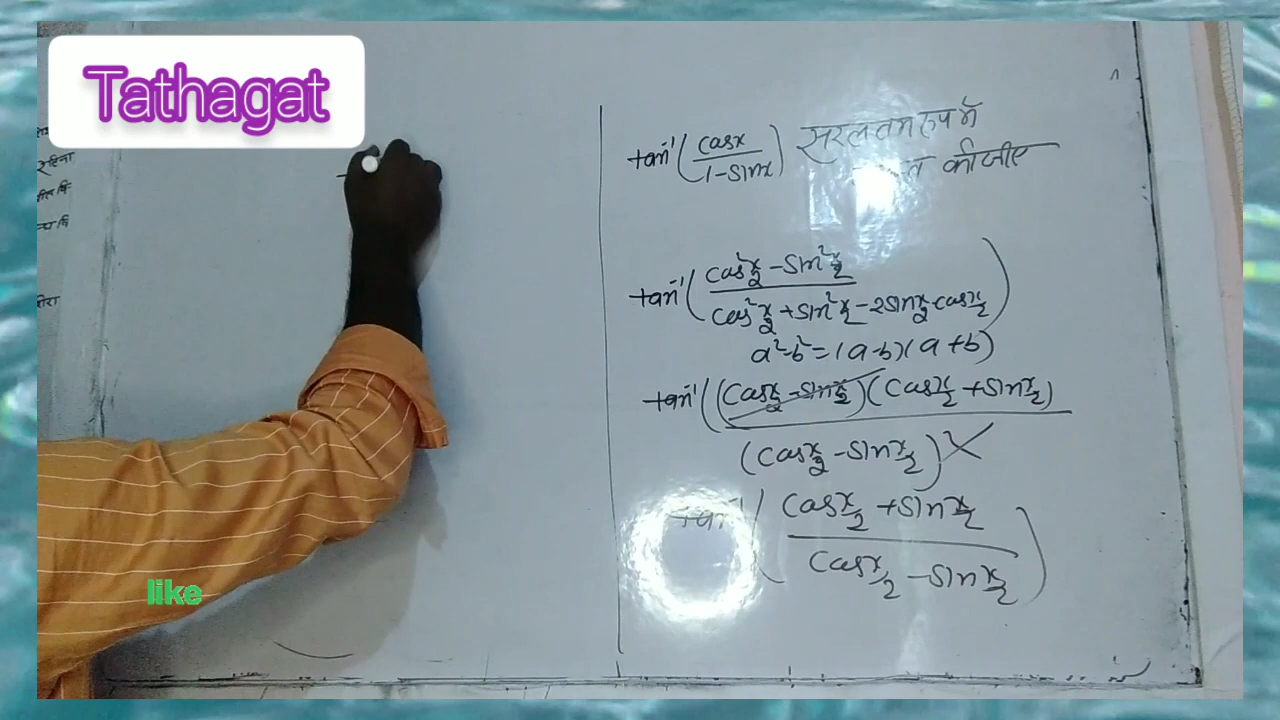 Tathagat
tan⁻¹(cosx/1-sinx) सरलतम रूप में
कीजीए
tan⁻¹(cos²x/2-sin²x/2 / cos²x/2+sin²x/2-2sinx/2cosx/2)
a²-b²=(a-b)(a+b)
tan⁻¹((cosx/2-sinx/2)(cosx/2+sinx/2) / (cosx/2-sinx/2)²
tan⁻¹(cosx/2+sinx/2 / cosx/2-sinx/2)
like